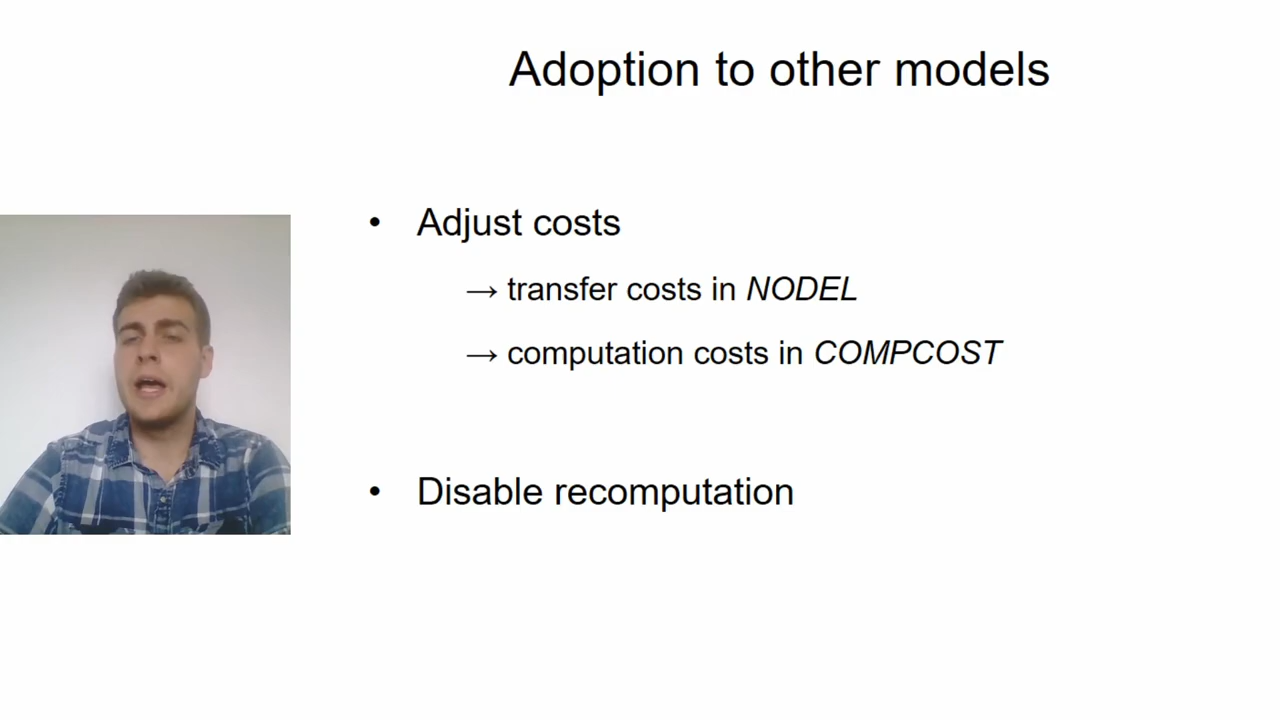 Adoption to other models
• Adjust costs
→ transfer costs in NODEL
→ computation costs in COMPCOST
• Disable recomputation